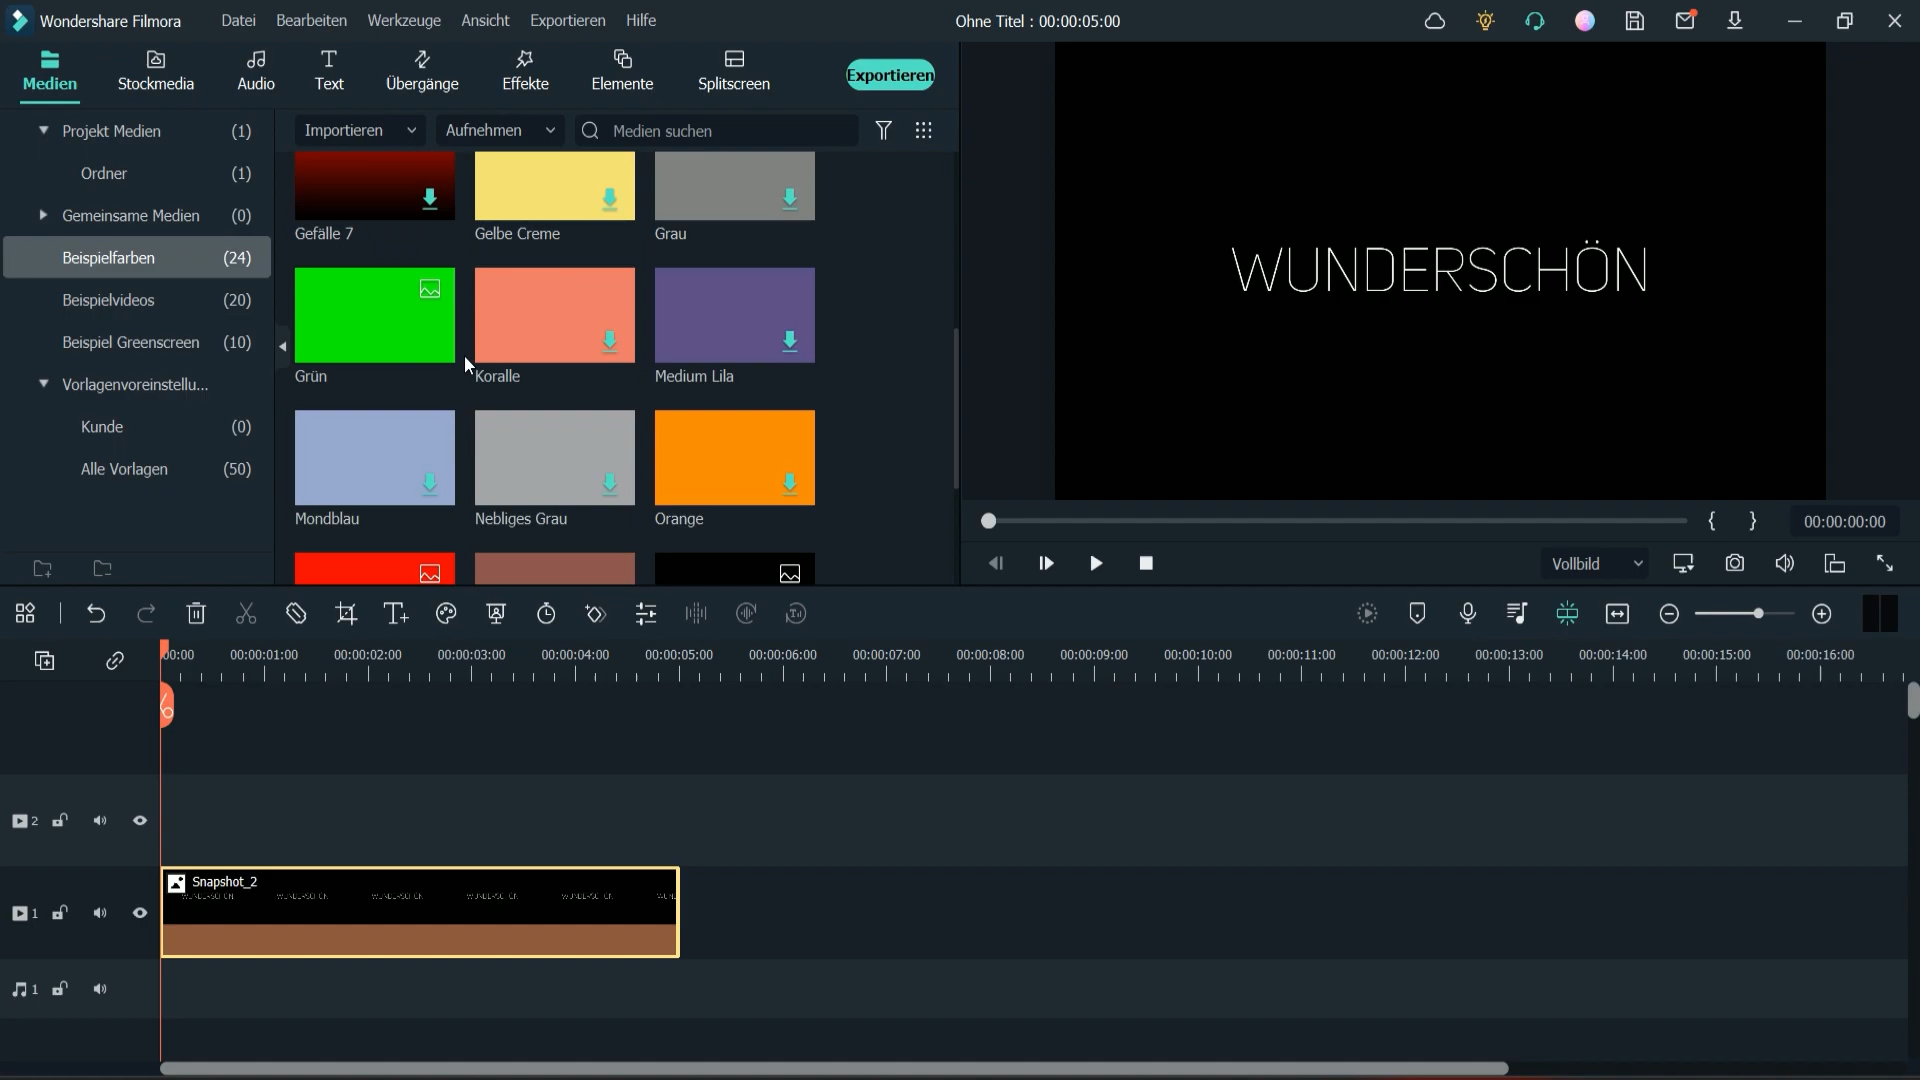 Wondershare Filmora
Datei Bearbeiten Werkzeuge Ansicht Exportieren Hilfe
Ohne Titel : 00:00:05:00
Medien
Stockmedia
Audio
Text
Übergänge
Effekte
Elemente
Splitscreen
Exportieren
Projekt Medien (1)
Ordner (1)
Gemeinsame Medien (0)
Beispielfarben (24)
Beispielvideos (20)
Beispiel Greenscreen (10)
Vorlagenvoreinstellu...
Kunde (0)
Alle Vorlagen (50)
Importieren
Aufnehmen
Medien suchen
Gefälle 7
Gelbe Creme
Grau
Grün
Koralle
Medium Lila
Mondblau
Nebliges Grau
Orange
WUNDERSCHÖN
{ }
00:00:00:00
Vollbild
00:00 00:00:01:00 00:00:02:00 00:00:03:00 00:00:04:00 00:00:05:00 00:00:06:00 00:00:07:00 00:00:08:00 00:00:09:00 00:00:10:00 00:00:11:00 00:00:12:00 00:00:13:00 00:00:14:00 00:00:15:00 00:00:16:00
2
1
Snapshot_2
1